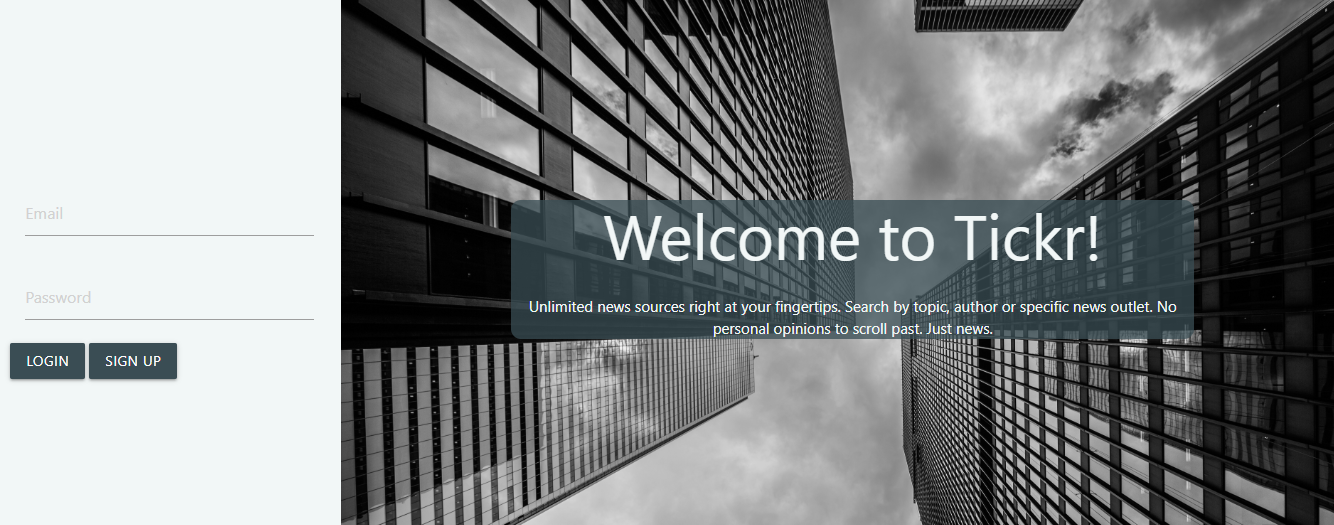 Email
Password
LOGIN
SIGN UP
Welcome to Tickr!
Unlimited news sources right at your fingertips. Search by topic, author or specific news outlet. No
personal opinions to scroll past. Just news.